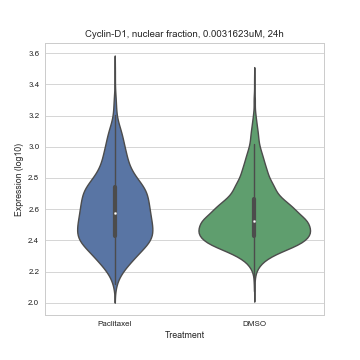 Cyclin-D1, nuclear fraction, 0.0031623uM, 24h
3.6
3.4
3.2
3.0
2.8
2.6
2.4
2.2
2.0
Expression (log10)
Paclitaxel
DMSO
Treatment